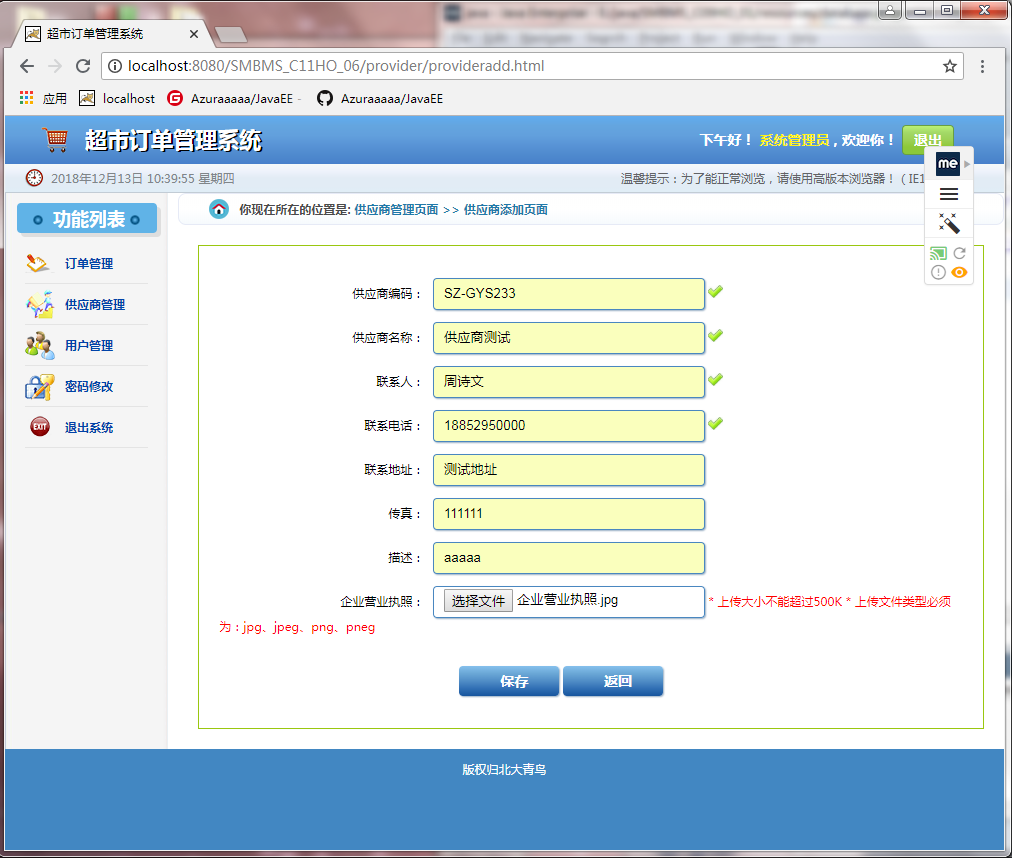 超市订单管理系统
localhost:8080/SMBMS_C11HO_06/provider/provideradd.html
应用 localhost Azuraaaaa/JavaEE - Azuraaaaa/JavaEE
超市订单管理系统 下午好！ 系统管理员 , 欢迎你！ 退出
me
2018年12月13日 10:39:55 星期四 温馨提示：为了能正常浏览，请使用高版本浏览器！（IE1
功能列表 你现在所在的位置是: 供应商管理页面 >> 供应商添加页面
订单管理
供应商管理
用户管理
密码修改
EXIT 退出系统
供应商编码： SZ-GYS233
供应商名称： 供应商测试
联系人： 周诗文
联系电话： 18852950000
联系地址： 测试地址
传真： 111111
描述： aaaaa
企业营业执照： 选择文件 企业营业执照.jpg * 上传大小不能超过500K * 上传文件类型必须
为：jpg、jpeg、png、pneg
保存 返回
版权归北大青鸟